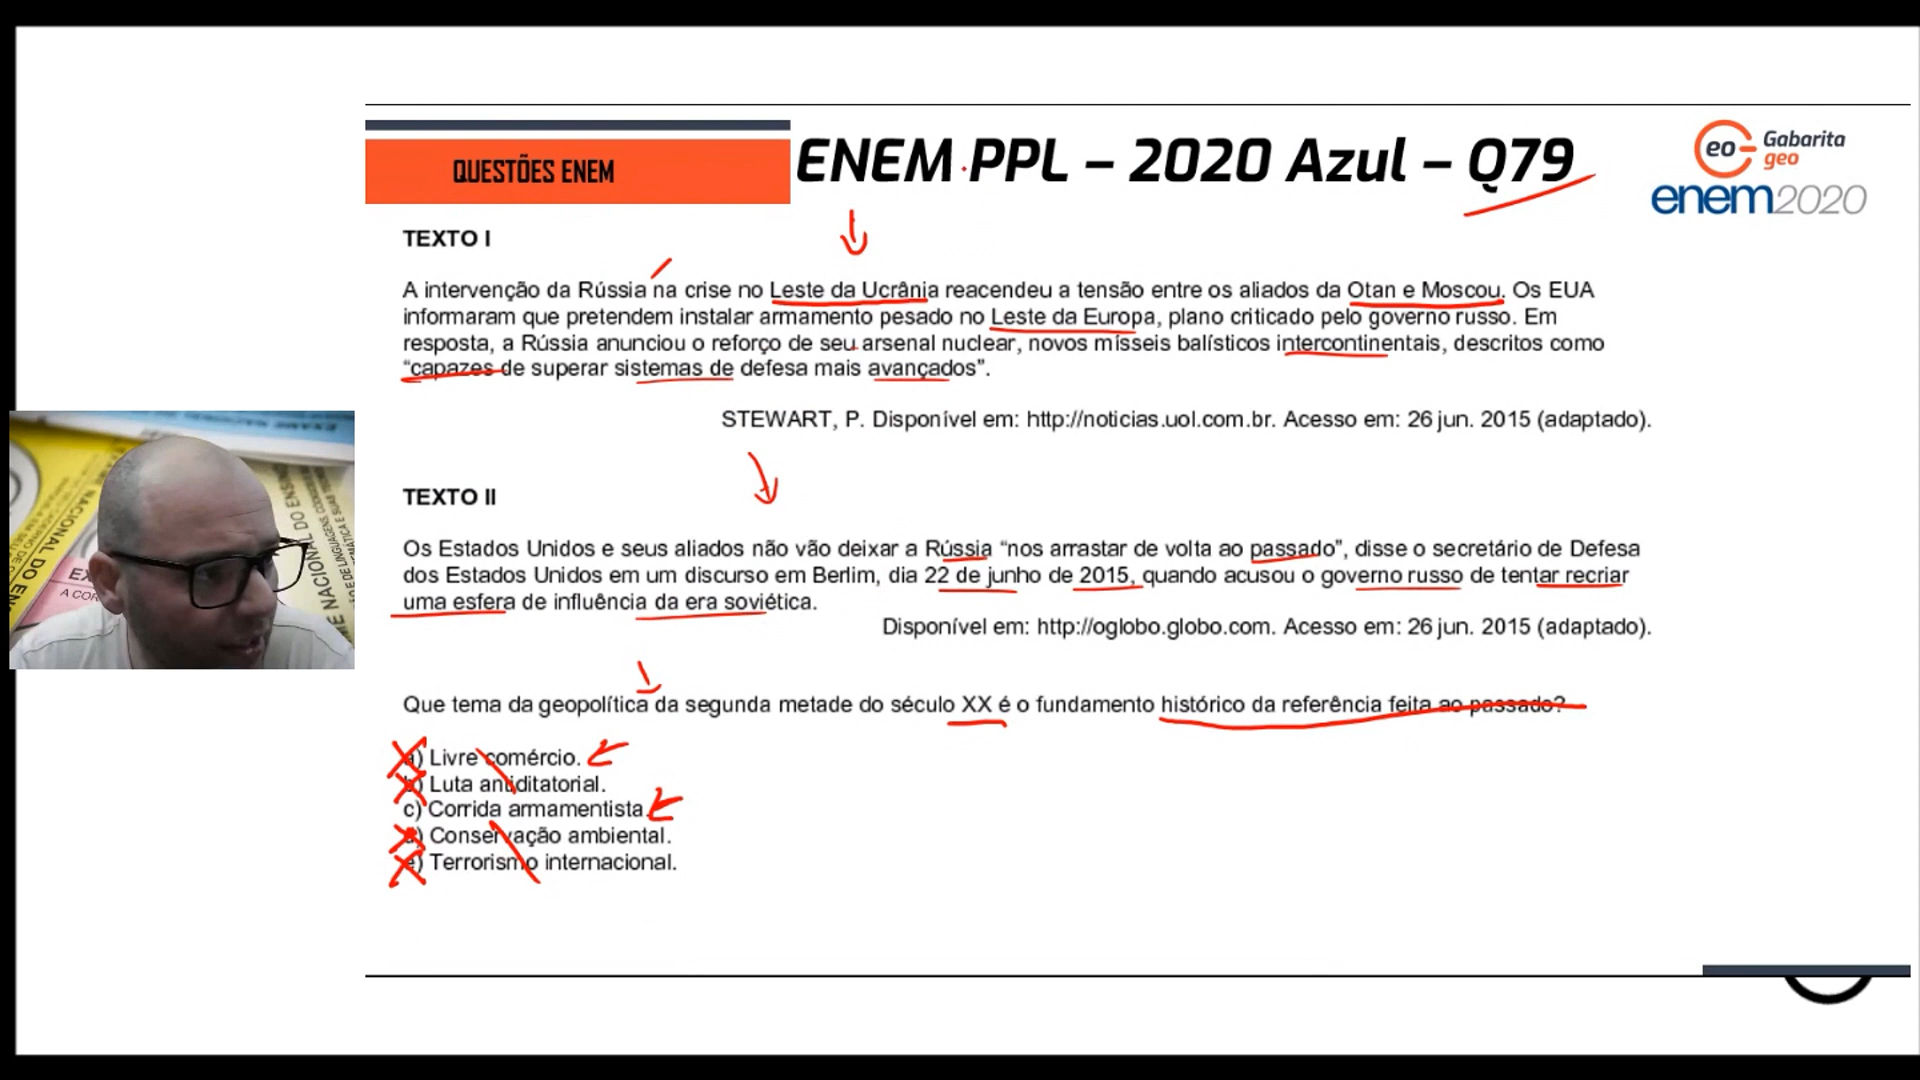 QUESTÕES ENEM
ENEM PPL – 2020 Azul – Q79
eo Gabarita
geo
enem2020
TEXTO I
A intervenção da Rússia na crise no Leste da Ucrânia reacendeu a tensão entre os aliados da Otan e Moscou. Os EUA
informaram que pretendem instalar armamento pesado no Leste da Europa, plano criticado pelo governo russo. Em
resposta, a Rússia anunciou o reforço de seu arsenal nuclear, novos mísseis balísticos intercontinentais, descritos como
“capazes de superar sistemas de defesa mais avançados”.
STEWART, P. Disponível em: http://noticias.uol.com.br. Acesso em: 26 jun. 2015 (adaptado).
TEXTO II
Os Estados Unidos e seus aliados não vão deixar a Rússia “nos arrastar de volta ao passado”, disse o secretário de Defesa
dos Estados Unidos em um discurso em Berlim, dia 22 de junho de 2015, quando acusou o governo russo de tentar recriar
uma esfera de influência da era soviética.
Disponível em: http://oglobo.globo.com. Acesso em: 26 jun. 2015 (adaptado).
Que tema da geopolítica da segunda metade do século XX é o fundamento histórico da referência feita ao passado?
a) Livre comércio.
b) Luta antiditatorial.
c) Corrida armamentista.
d) Conservação ambiental.
e) Terrorismo internacional.